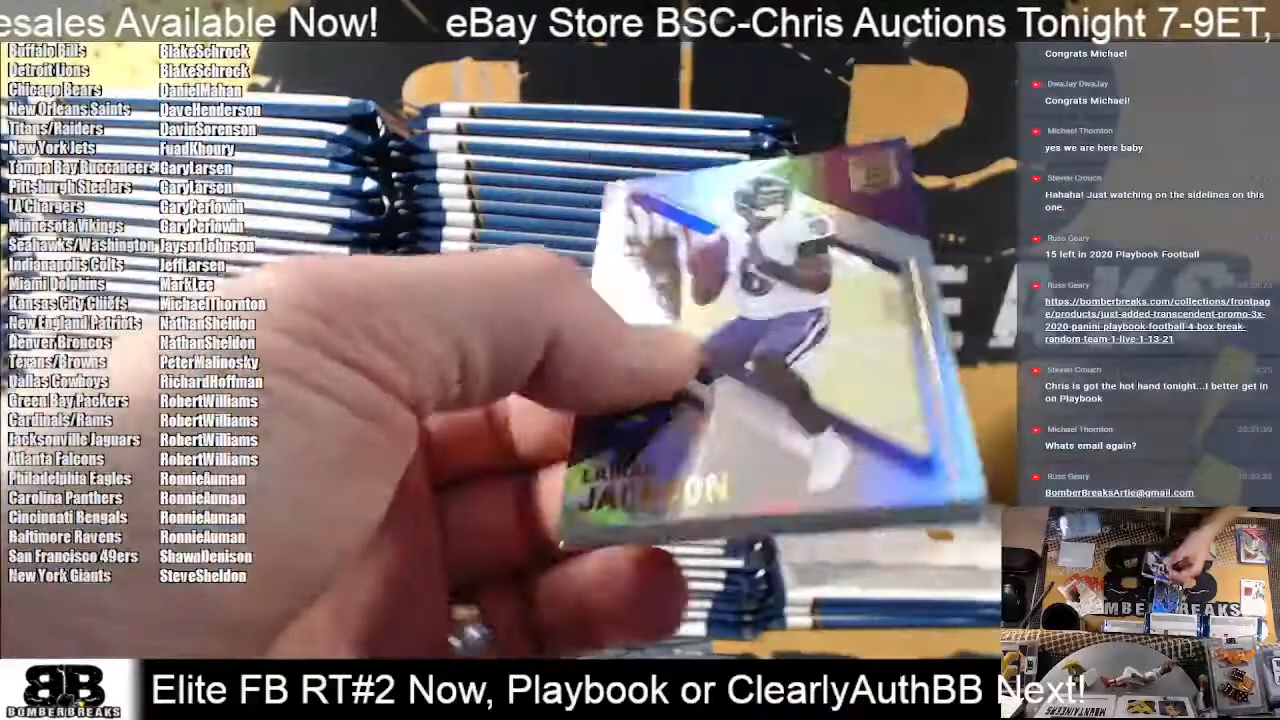 esales Available Now! eBay Store BSC-Chris Auctions Tonight 7-9ET,
Buffalo Bills BlakeSchrock
Detroit Lions BlakeSchrock
Chicago Bears DanielMahan
New Orleans Saints DaveHenderson
Titans/Raiders DavinSorenson
New York Jets FuadKhoury
Tampa Bay Buccaneers GaryLarsen
Pittsburgh Steelers GaryLarsen
LA Chargers GaryPerlowin
Minnesota Vikings GaryPerlowin
Seahawks/Washington JaysonJohnson
Indianapolis Colts JeffLarsen
Miami Dolphins MarkLee
Kansas City Chiefs MichaelThornton
New England Patriots NathanSheldon
Denver Broncos NathanSheldon
Texans/Browns PeterMalinosky
Dallas Cowboys RichardHoffman
Green Bay Packers RobertWilliams
Cardinals/Rams RobertWilliams
Jacksonville Jaguars RobertWilliams
Atlanta Falcons RobertWilliams
Philadelphia Eagles RonnieAuman
Carolina Panthers RonnieAuman
Cincinnati Bengals RonnieAuman
Baltimore Ravens RonnieAuman
San Francisco 49ers ShawnDenison
New York Giants SteveSheldon
LAMAR
JACKSON
8
Congrats Michael
DwaJay DwaJay
Congrats Michael!
Michael Thornton
yes we are here baby
Steven Crouch
Hahaha! Just watching on the sidelines on this
one.
Russ Geary
15 left in 2020 Playbook Football
Russ Geary
https://bomberbreaks.com/collections/frontpag
e/products/just-added-transcendent-promo-3x-
2020-panini-playbook-football-4-box-break-
random-team-1-live-1-13-21
Steven Crouch
Chris is got the hot hand tonight...I better get in
on Playbook
Michael Thornton
Whats email again?
Russ Geary
BomberBreaksArtie@gmail.com
MOUNTAINEERS
BB
BOMBERBREAKS
Elite FB RT#2 Now, Playbook or ClearlyAuthBB Next!